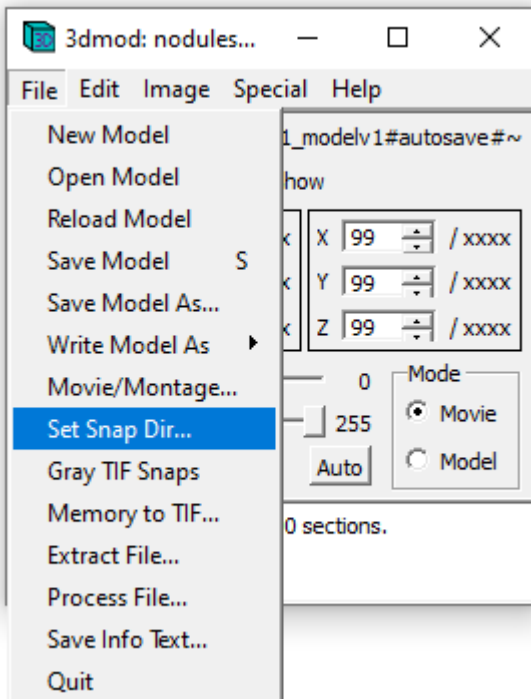 3dmod: nodules...
File Edit Image Special Help
New Model
1_modelv1#autosave#~
Open Model
how
Reload Model
X 99 / xxxx
Save Model S
Y 99 / xxxx
Save Model As...
Z 99 / xxxx
Write Model As
Movie/Montage...
0
Mode
Set Snap Dir...
255
Movie
Gray TIF Snaps
Auto
Model
Memory to TIF...
0 sections.
Extract File...
Process File...
Save Info Text...
Quit